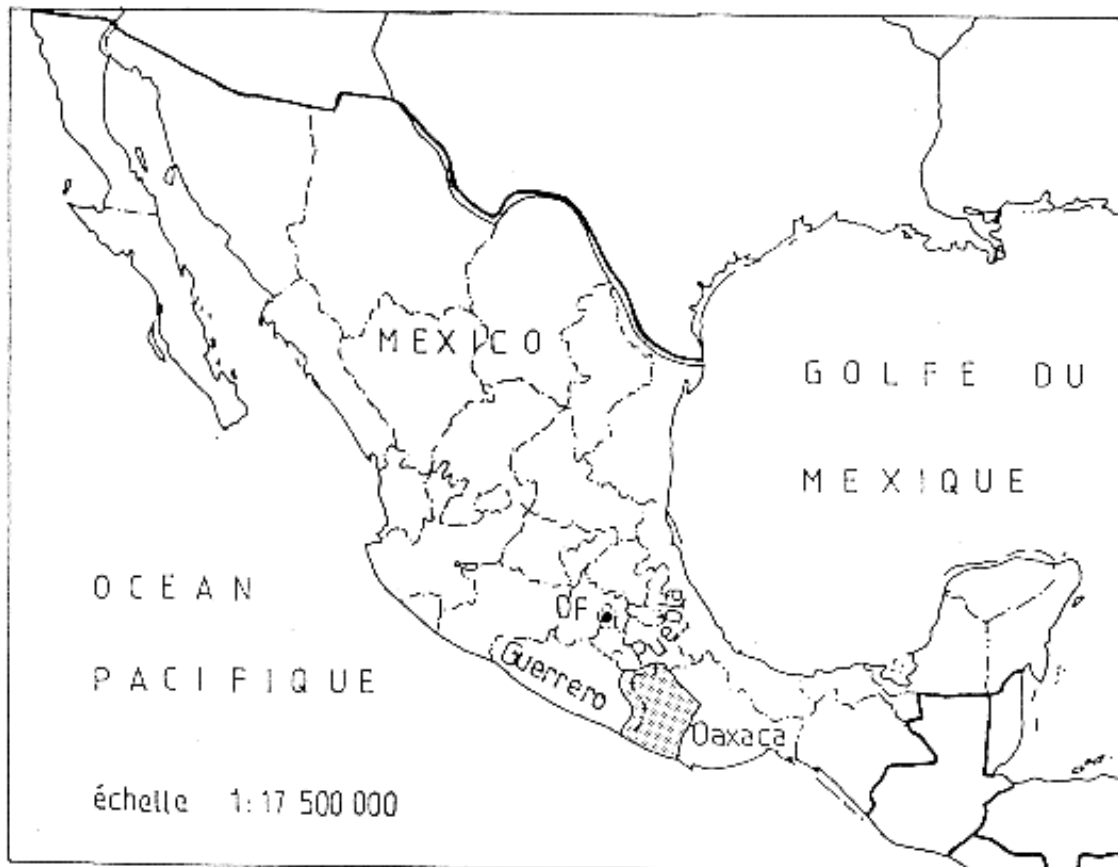 MEXICO
GOLFE DU
MEXIQUE
OCEAN
PACIFIQUE
DF
Puebla
Guerrero
Oaxaca
échelle 1:17 500 000